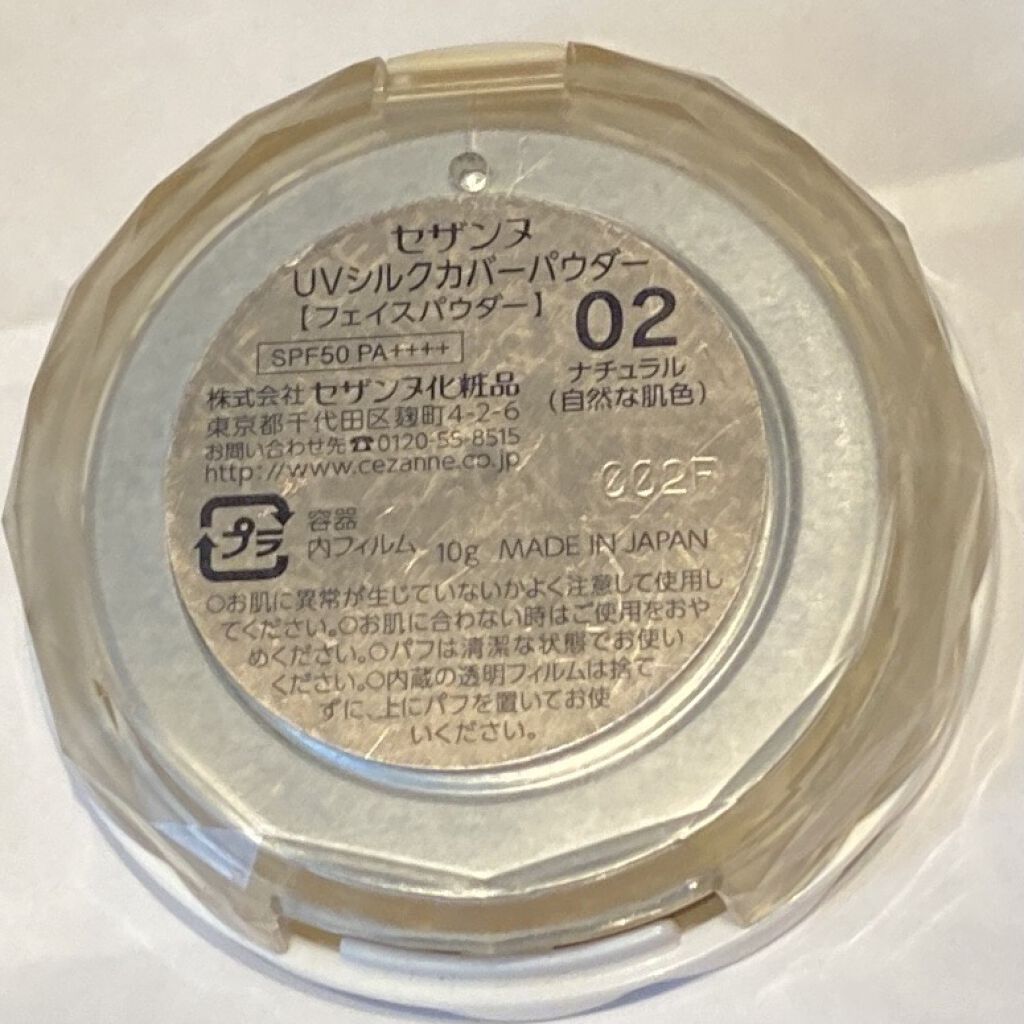 セザンヌ
UVシルクカバーパウダー
【フェイスパウダー】
02
SPF50 PA++++
ナチュラル
(自然な肌色)
株式会社 セザンヌ化粧品
東京都千代田区麹町4-2-6
お問い合わせ先☎0120-55-8515
http://www.cezanne.co.jp
002F
プラ
容器
内フィルム 10g MADE IN JAPAN
○お肌に異常が生じていないかよく注意して使用し
てください。○お肌に合わない時はご使用をおや
めください。○パフは清潔な状態でお使い
ください。○内蔵の透明フィルムは捨て
ずに、上にパフを置いてお使
いください。